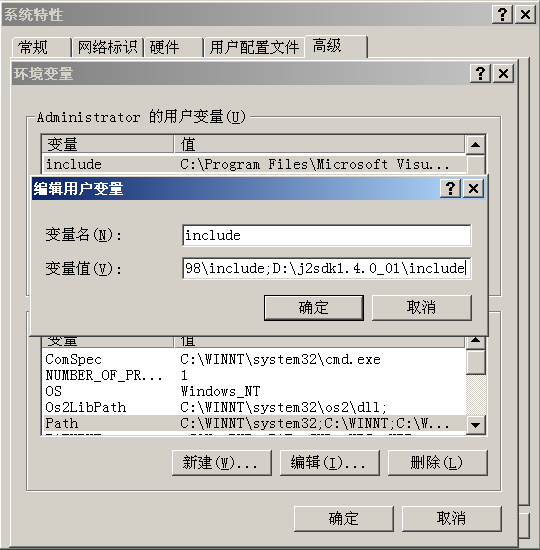 系统特性
常规 网络标识 硬件 用户配置文件 高级
环境变量
Administrator 的用户变量(U)
变量 值
include C:\Program Files\Microsoft Visu...
编辑用户变量
变量名(N): include
变量值(V): 98\include;D:\j2sdk1.4.0_01\include
确定 取消
变量 值
ComSpec C:\WINNT\system32\cmd.exe
NUMBER_OF_PR... 1
OS Windows_NT
Os2LibPath C:\WINNT\system32\os2\dll;
Path C:\WINNT\system32;C:\WINNT;C:\W...
新建(W)... 编辑(I)... 删除(L)
确定 取消